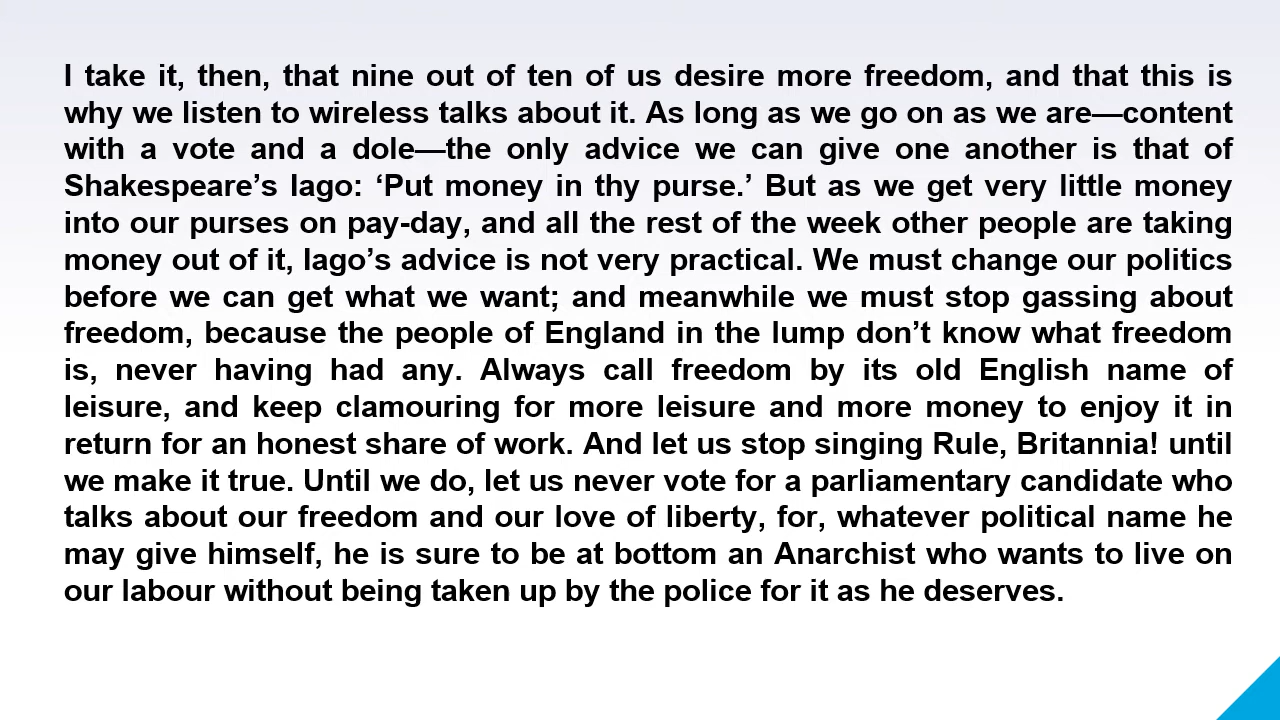 I take it, then, that nine out of ten of us desire more freedom, and that this is
why we listen to wireless talks about it. As long as we go on as we are—content
with a vote and a dole—the only advice we can give one another is that of
Shakespeare’s Iago: ‘Put money in thy purse.’ But as we get very little money
into our purses on pay-day, and all the rest of the week other people are taking
money out of it, Iago’s advice is not very practical. We must change our politics
before we can get what we want; and meanwhile we must stop gassing about
freedom, because the people of England in the lump don’t know what freedom
is, never having had any. Always call freedom by its old English name of
leisure, and keep clamouring for more leisure and more money to enjoy it in
return for an honest share of work. And let us stop singing Rule, Britannia! until
we make it true. Until we do, let us never vote for a parliamentary candidate who
talks about our freedom and our love of liberty, for, whatever political name he
may give himself, he is sure to be at bottom an Anarchist who wants to live on
our labour without being taken up by the police for it as he deserves.